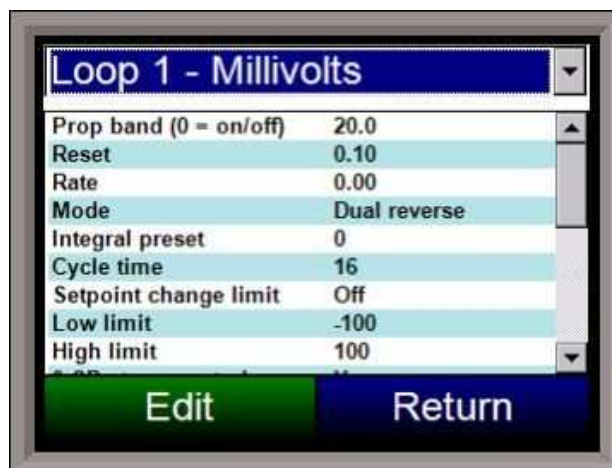 Loop 1 - Millivolts
Prop band (0 = on/off) 20.0
Reset 0.10
Rate 0.00
Mode Dual reverse
Integral preset 0
Cycle time 16
Setpoint change limit Off
Low limit -100
High limit 100
Edit Return